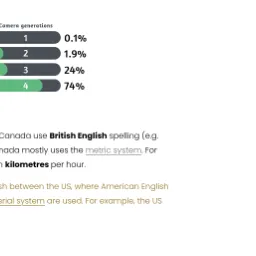 Camera generations
1 0.1%
2 1.9%
3 24%
4 74%
Canada use British English spelling (e.g.
nada mostly uses the metric system. For
kilometres per hour.
sh between the US, where American English
erial system are used. For example, the US